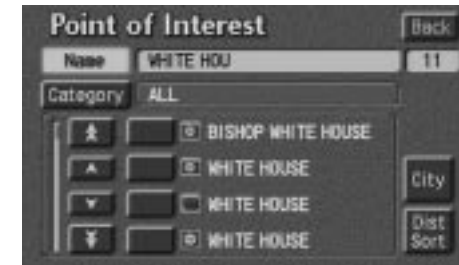 Point of Interest Back
Name WHITE HOU 11
Category ALL
BISHOP WHITE HOUSE
WHITE HOUSE
City
WHITE HOUSE
WHITE HOUSE
Dist
Sort